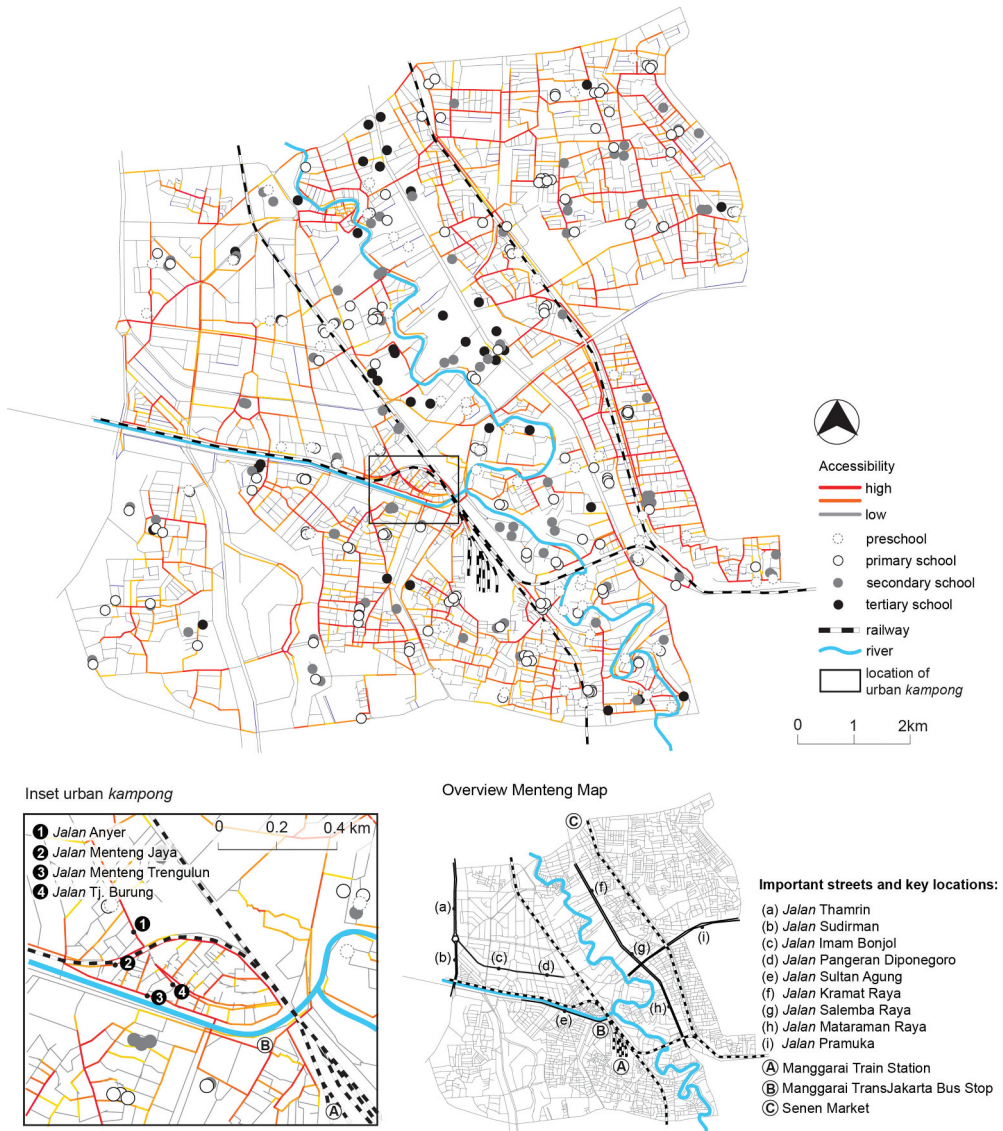 Accessibility
high
low
preschool
primary school
secondary school
tertiary school
railway
river
location of
urban kampong
0 1 2km
Inset urban kampong
0 0.2 0.4 km
1 Jalan Anyer
2 Jalan Menteng Jaya
3 Jalan Menteng Trengulun
4 Jalan Tj. Burung
1
2
3
4
B
A
Overview Menteng Map
C
(a)
(b)
(c)
(d)
(e)
(f)
(g)
(h)
(i)
B
A
Important streets and key locations:
(a) Jalan Thamrin
(b) Jalan Sudirman
(c) Jalan Imam Bonjol
(d) Jalan Pangeran Diponegoro
(e) Jalan Sultan Agung
(f) Jalan Kramat Raya
(g) Jalan Salemba Raya
(h) Jalan Mataraman Raya
(i) Jalan Pramuka
A Manggarai Train Station
B Manggarai TransJakarta Bus Stop
C Senen Market